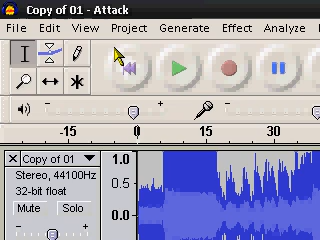 Copy of 01 - Attack
File Edit View Project Generate Effect Analyze
- + -
-15 0 15 30
× Copy of 01 ▼ 1.0
Stereo, 44100Hz
32-bit float 0.5
Mute Solo
0.0
- +